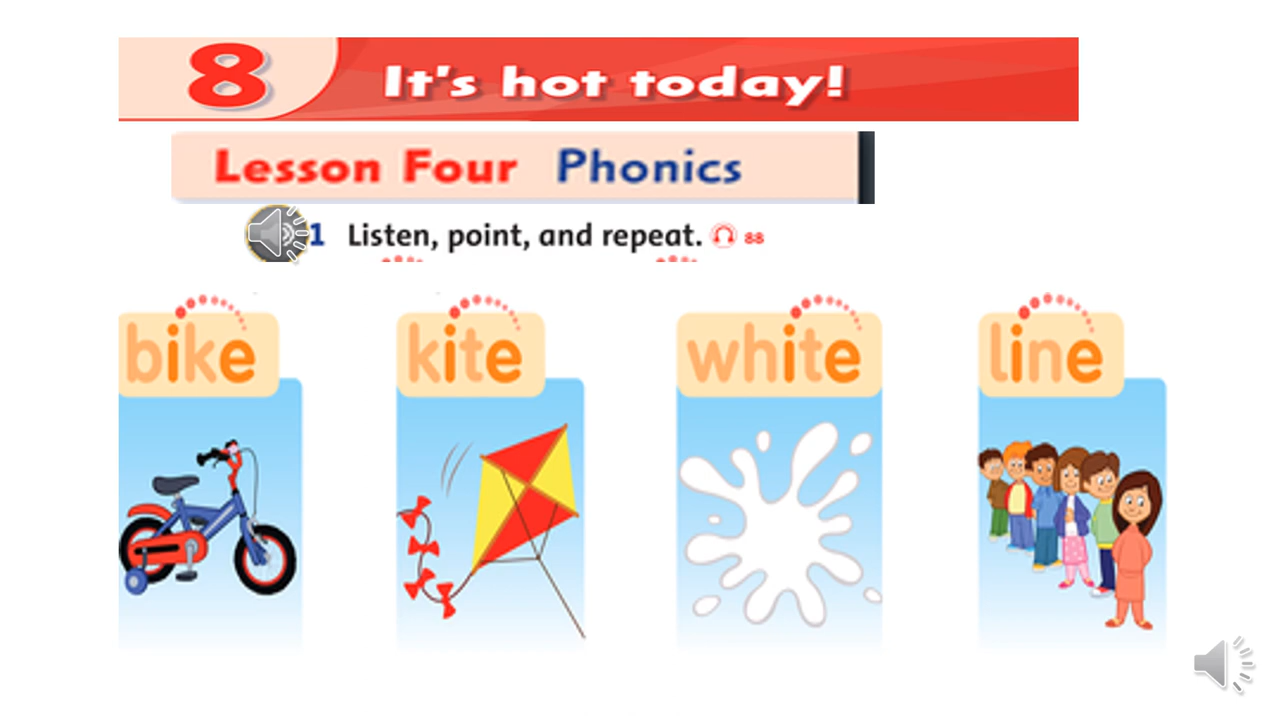 8 It's hot today!
Lesson Four Phonics
1 Listen, point, and repeat. 88
bike kite white line